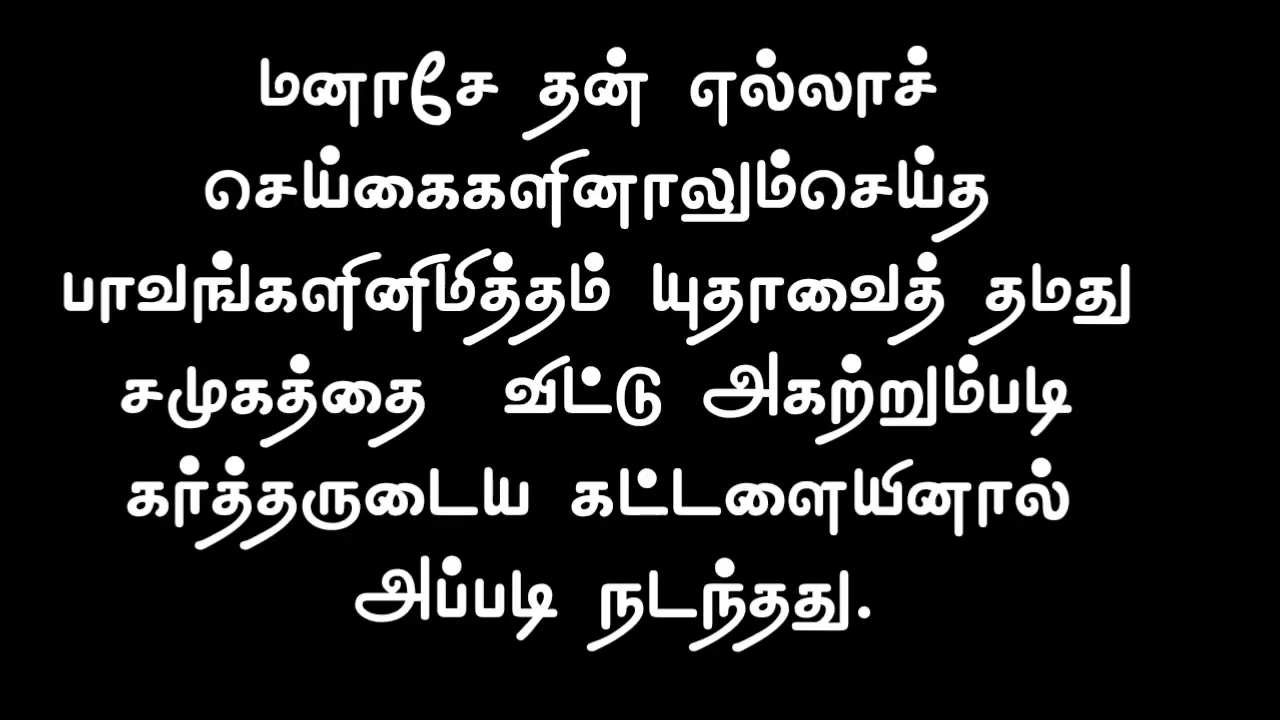 மனாசே தன் எல்லாச்
செய்கைகளினாலும்செய்த
பாவங்களினிமித்தம் யுதாவைத் தமது
சமுகத்தை விட்டு அகற்றும்படி
கர்த்தருடைய கட்டளையினால்
அப்படி நடந்தது.